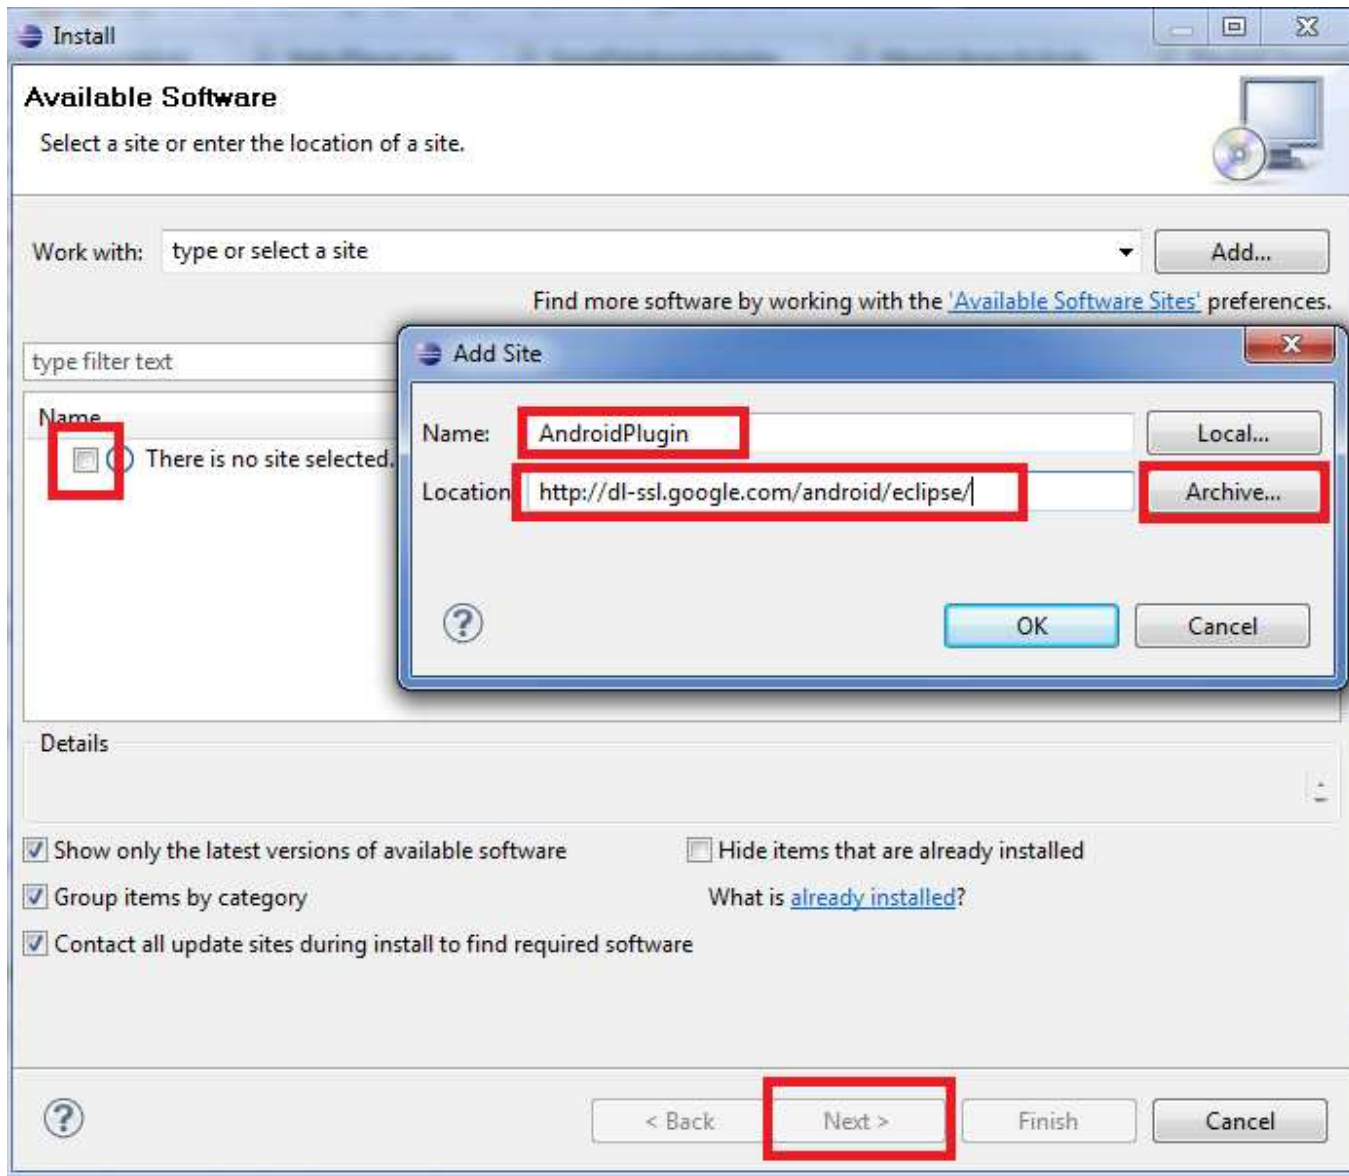 Install
Available Software
Select a site or enter the location of a site.
Work with: type or select a site Add...
Find more software by working with the 'Available Software Sites' preferences.
type filter text
Name
There is no site selected.
Add Site
Name: AndroidPlugin Local...
Location http://dl-ssl.google.com/android/eclipse/ Archive...
? OK Cancel
Details
Show only the latest versions of available software Hide items that are already installed
Group items by category What is already installed?
Contact all update sites during install to find required software
? < Back Next > Finish Cancel